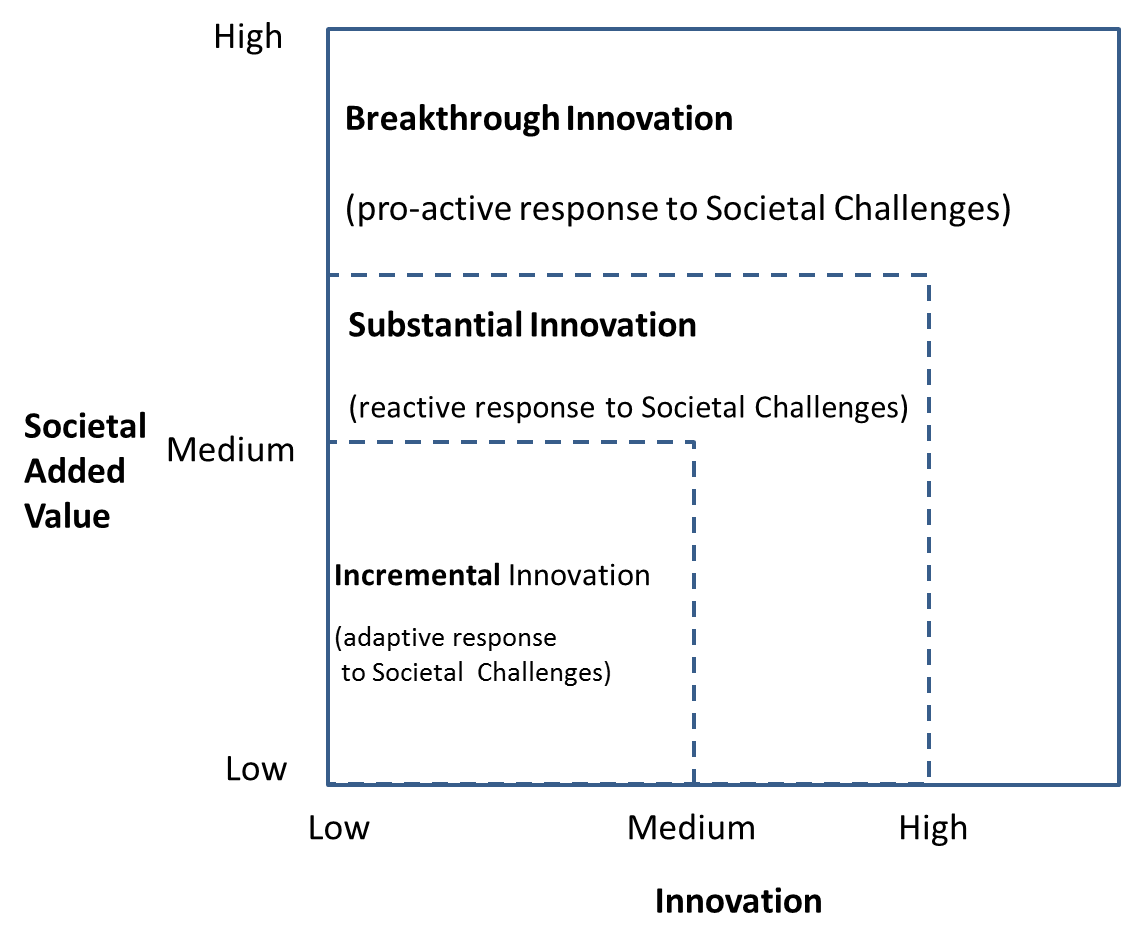 High
Breakthrough Innovation
(pro-active response to Societal Challenges)
Substantial Innovation
(reactive response to Societal Challenges)
Societal
Added
Value
Medium
Incremental Innovation
(adaptive response
to Societal Challenges)
Low
Low Medium High
Innovation